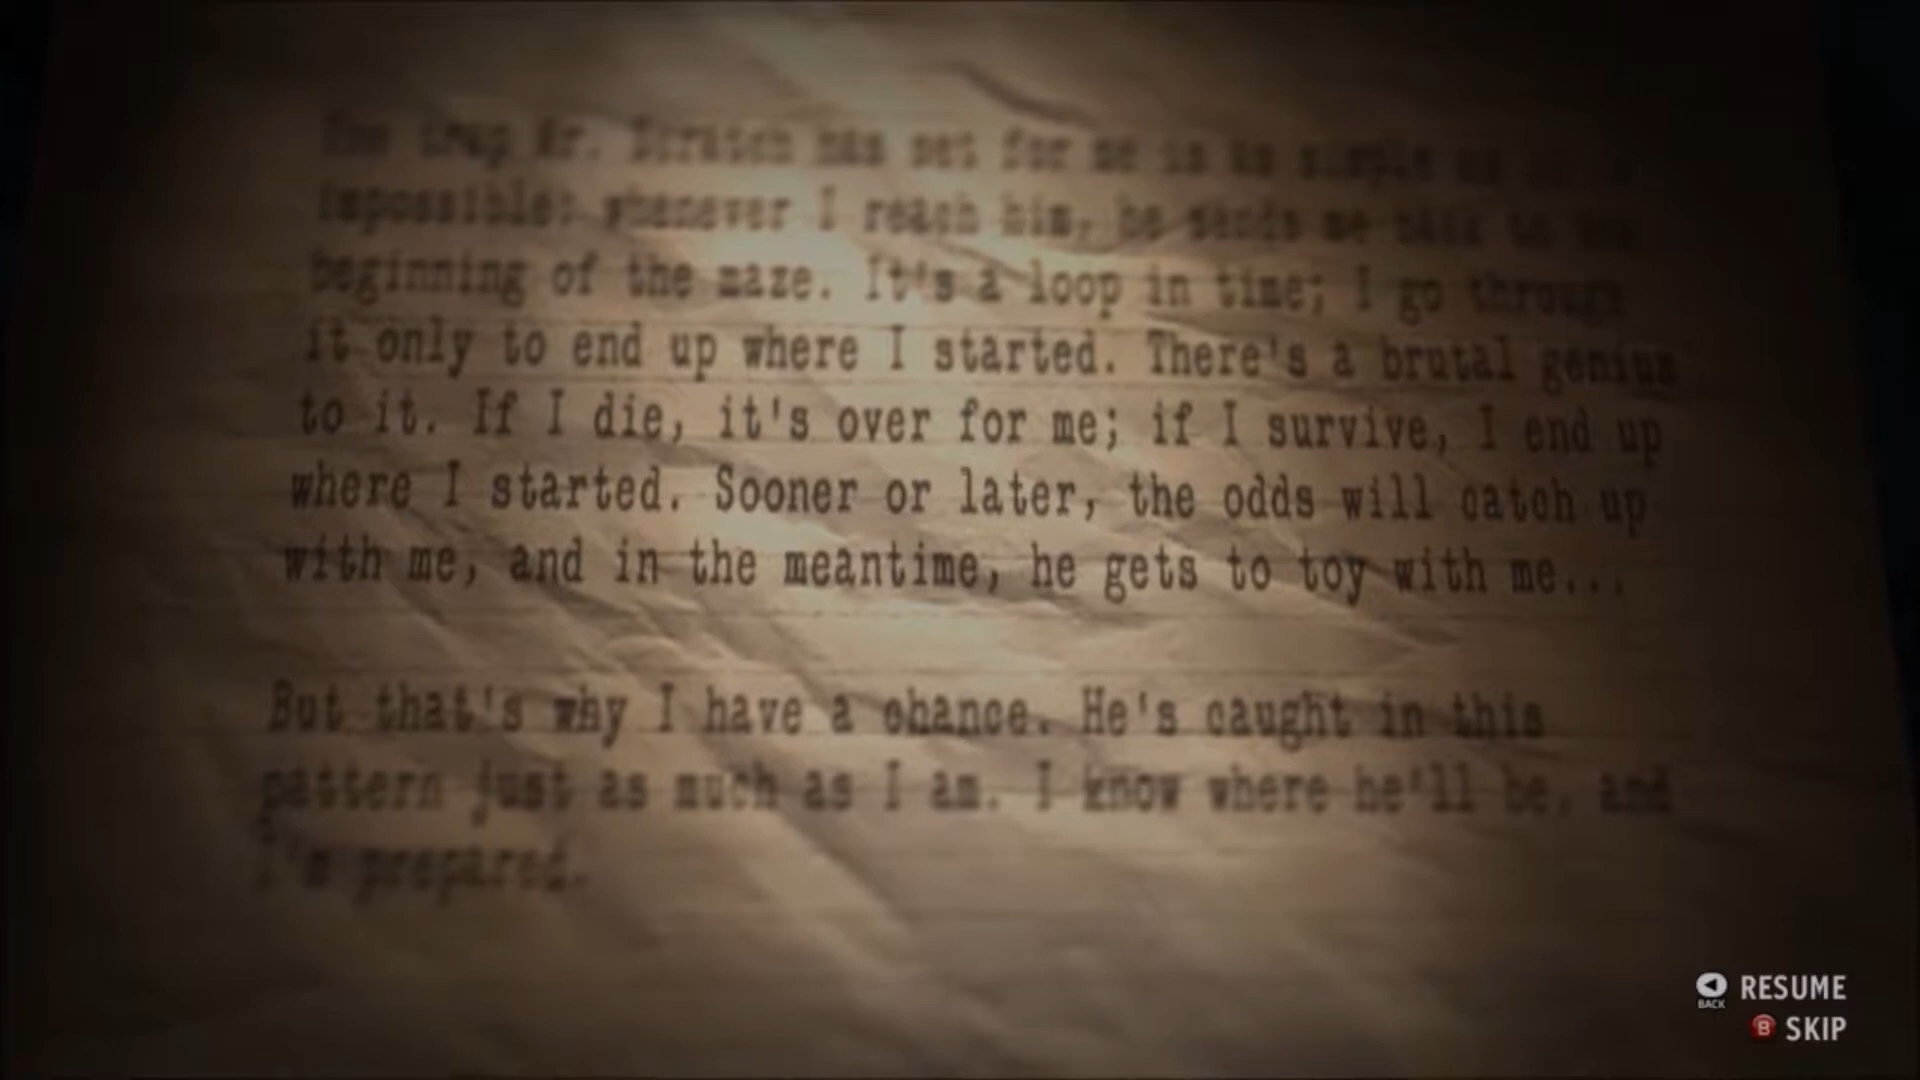 The trap Mr. Scratch has set for me is as simple as it is
impossible: whenever I reach him, he sends me back to the
beginning of the maze. It's a loop in time; I go through
it only to end up where I started. There's a brutal genius
to it. If I die, it's over for me; if I survive, I end up
where I started. Sooner or later, the odds will catch up
with me, and in the meantime, he gets to toy with me...
But that's why I have a chance. He's caught in this
pattern just as much as I am. I know where he'll be, and
I'm prepared.
BACK RESUME
B SKIP